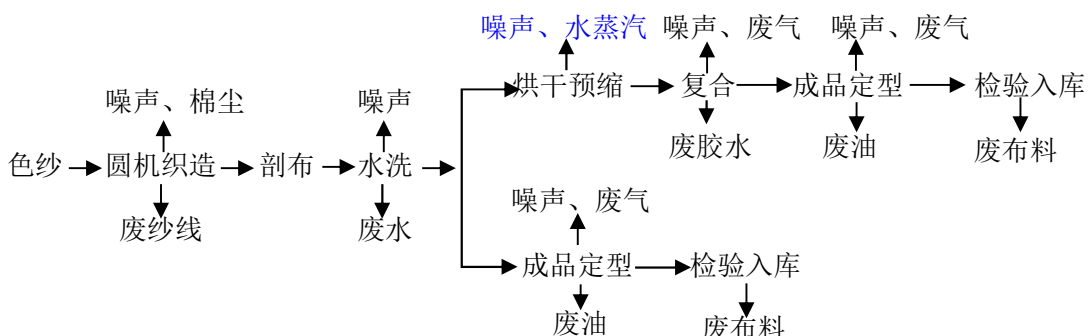 噪声、水蒸汽 噪声、废气 噪声、废气
烘干预缩 复合 成品定型 检验入库
噪声、棉尘 噪声
废胶水 废油 废布料
色纱 圆机织造 剖布 水洗
噪声、废气
废纱线 废水
成品定型 检验入库
废油 废布料